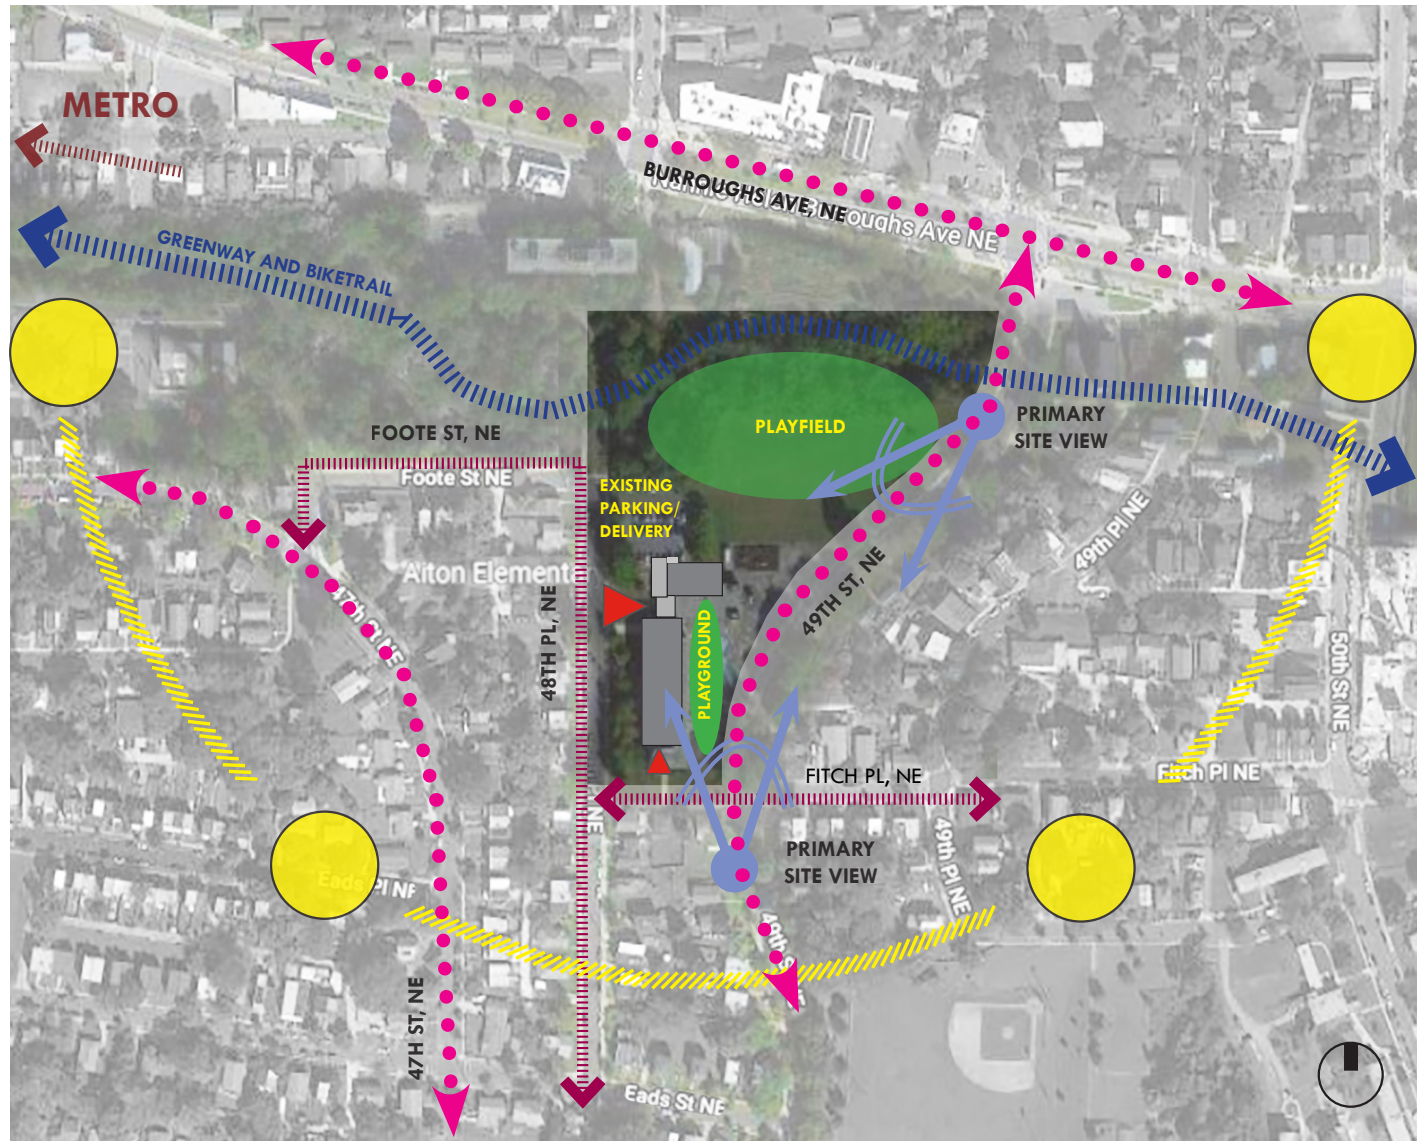 METRO
BURROUGHS AVE, NE
Burroughs Ave NE
GREENWAY AND BIKETRAIL
PLAYFIELD
PRIMARY
SITE VIEW
FOOTE ST, NE
Foote St NE
EXISTING
PARKING/
DELIVERY
49th Pl NE
49TH ST, NE
47th St NE
48TH PL, NE
PLAYGROUND
50th St NE
FITCH PL, NE
Fitch Pl NE
NE
PRIMARY
SITE VIEW
49th Pl NE
Eads Pl NE
47H ST, NE
Eads St NE